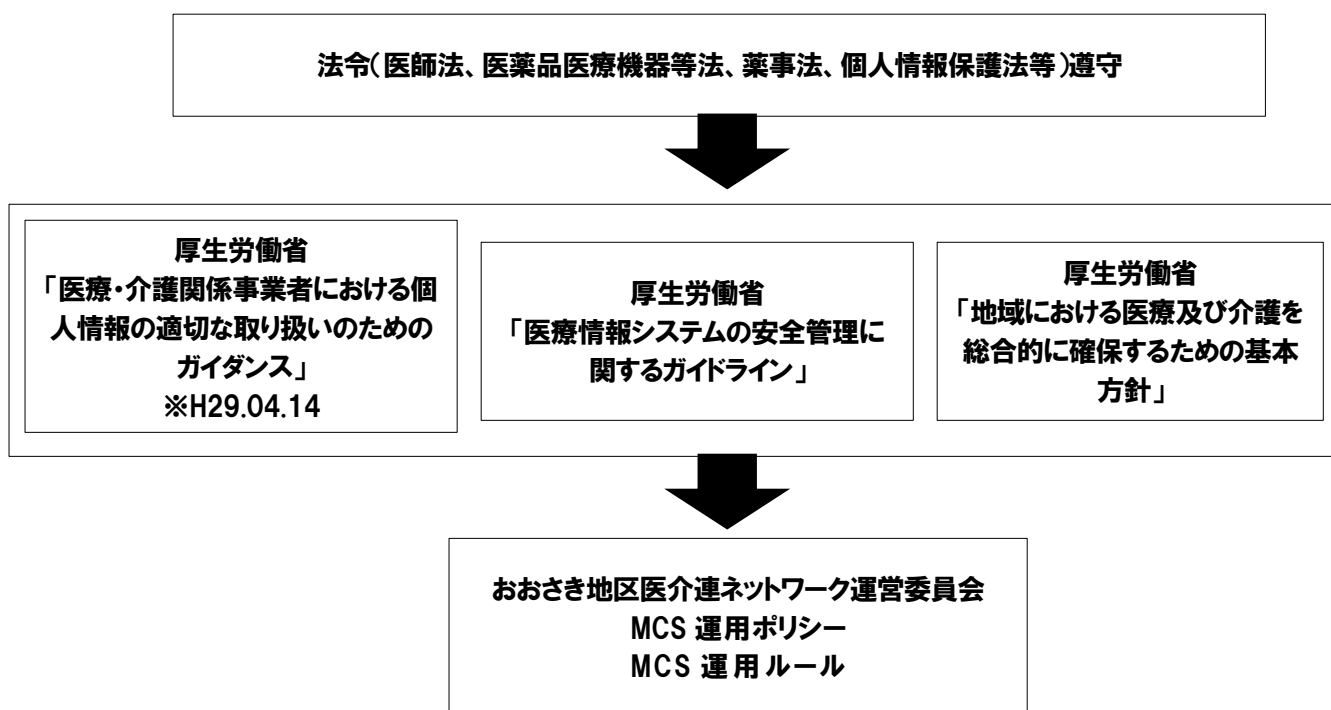 法令（医師法、医薬品医療機器等法、薬事法、個人情報保護法等）遵守
厚生労働省
「医療・介護関係事業者における個
人情報の適切な取り扱いのための
ガイダンス」
※H29.04.14
厚生労働省
「医療情報システムの安全管理に
関するガイドライン」
厚生労働省
「地域における医療及び介護を
総合的に確保するための基本
方針」
おおさき地区医介連ネットワーク運営委員会
MCS 運用ポリシー
MCS 運用ルール